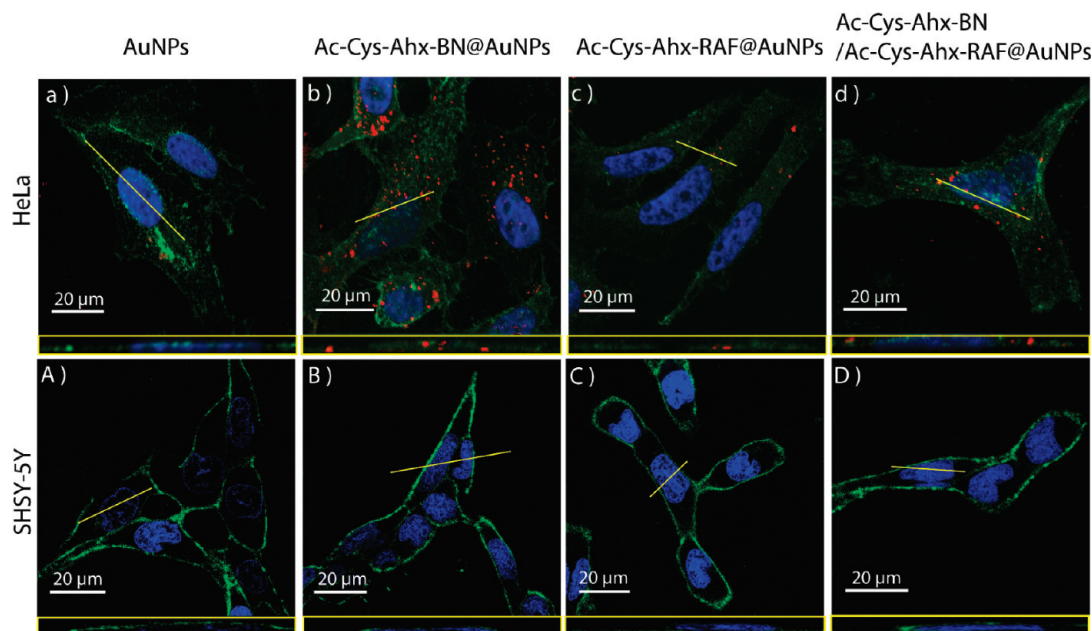 AuNPs
Ac-Cys-Ahx-BN@AuNPs
Ac-Cys-Ahx-RAF@AuNPs
Ac-Cys-Ahx-BN
/Ac-Cys-Ahx-RAF@AuNPs
HeLa
a)
b)
c)
d)
20 µm
20 µm
20 µm
20 µm
SHSY-5Y
A)
B)
C)
D)
20 µm
20 µm
20 µm
20 µm